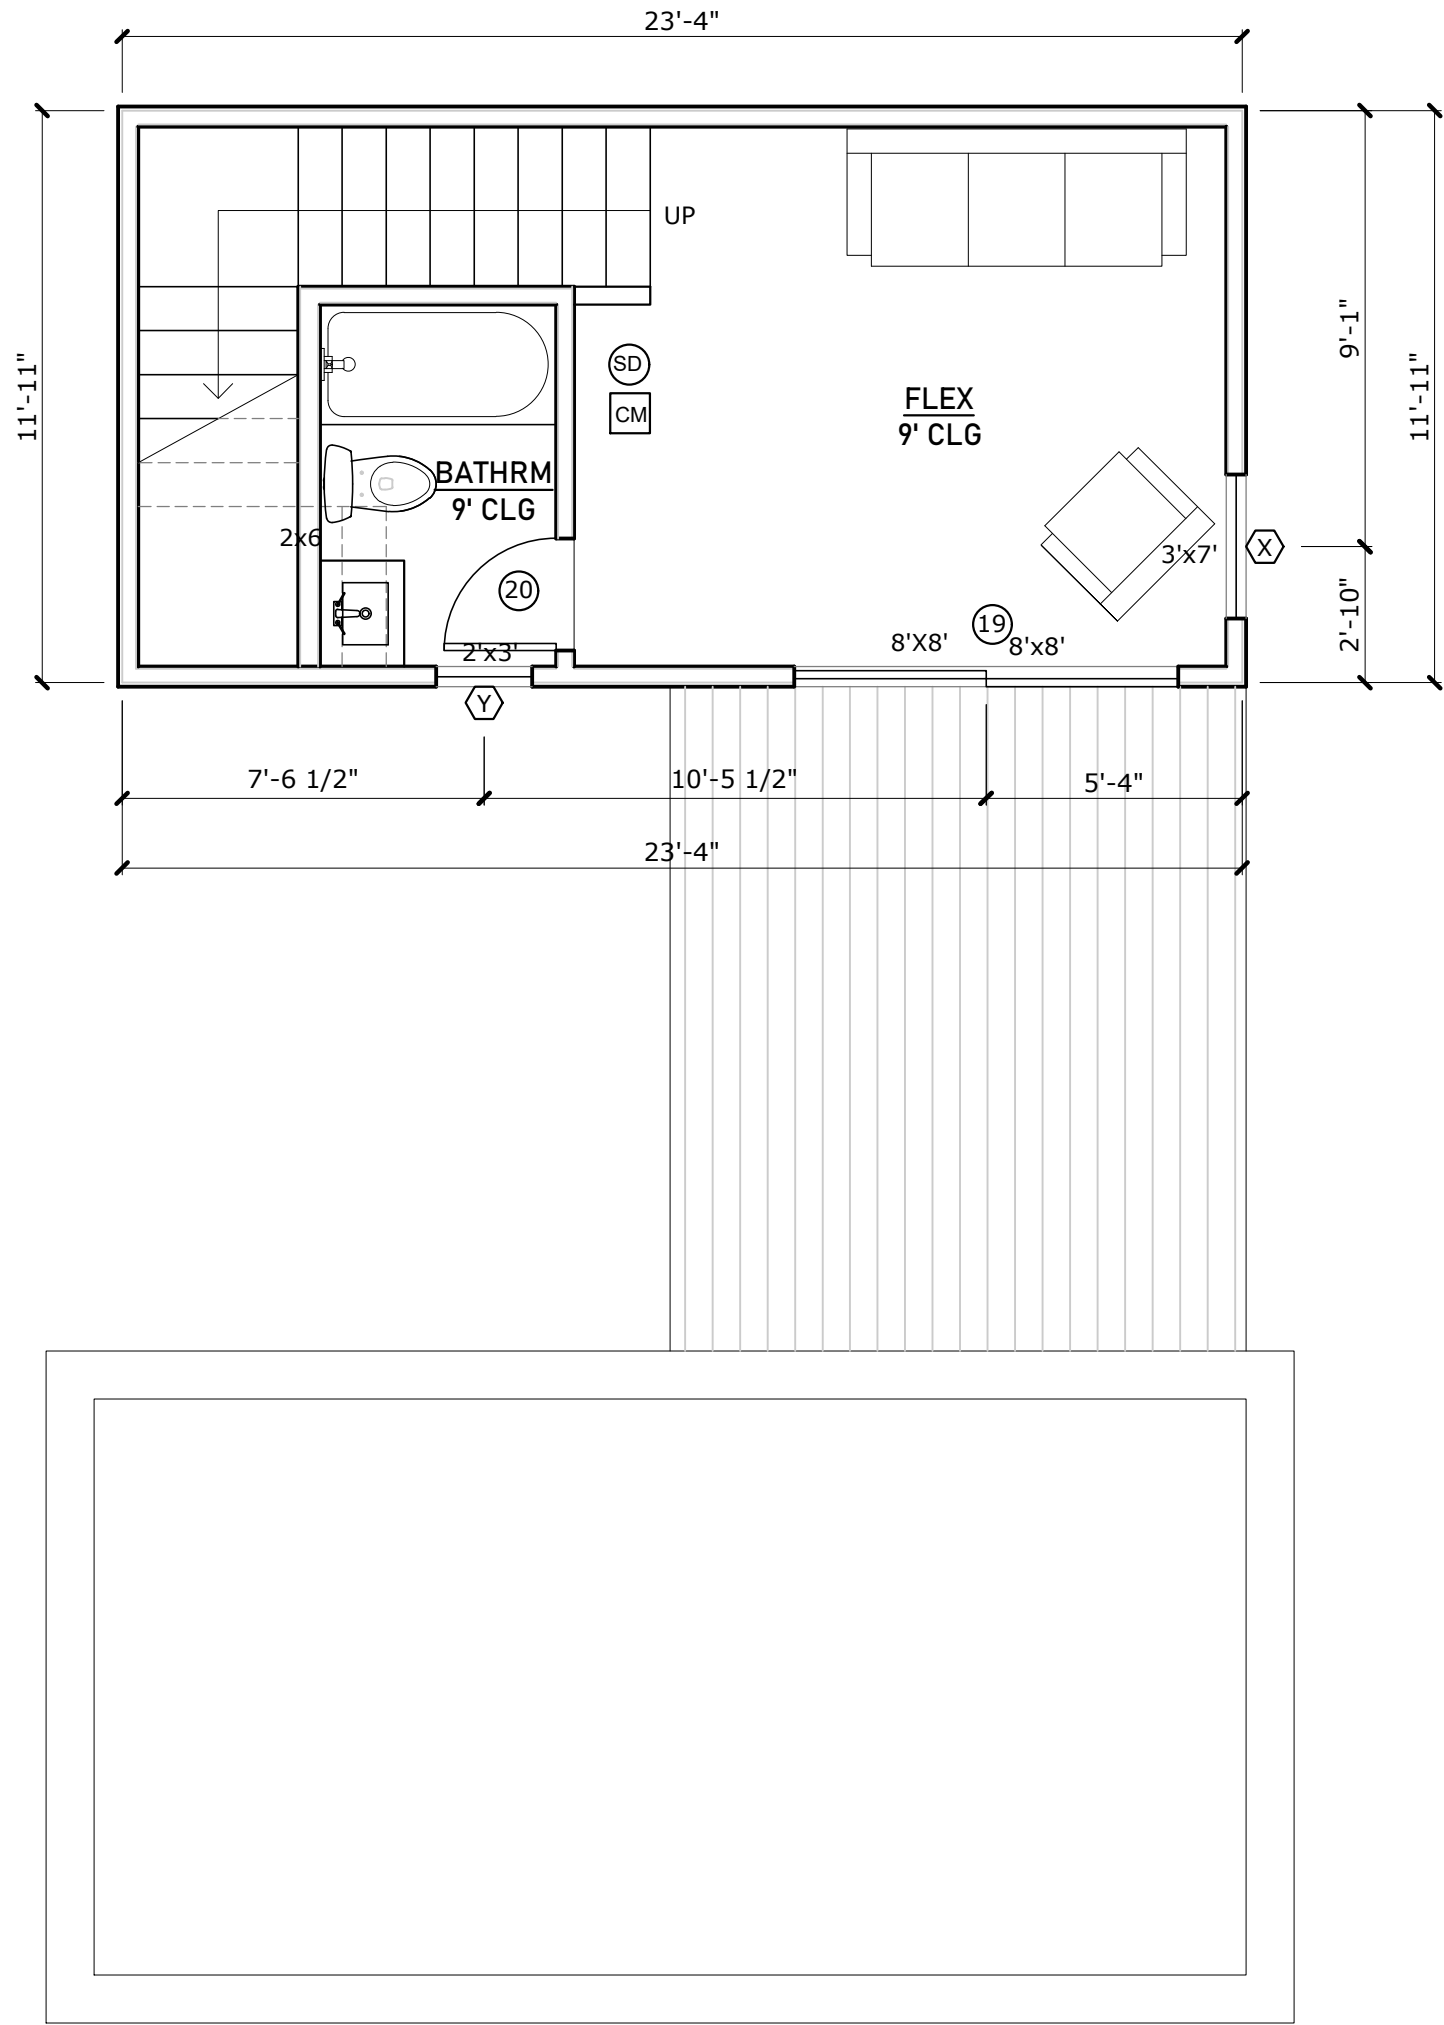 23'-4"
UP
11'-11"
9'-1"
11'-11"
SD
CM
FLEX
9' CLG
BATHRM
9' CLG
2x6
3'x7'
X
20
19
2'-10"
2'x3'
8'X8'
8'x8'
Y
7'-6 1/2"
10'-5 1/2"
5'-4"
23'-4"